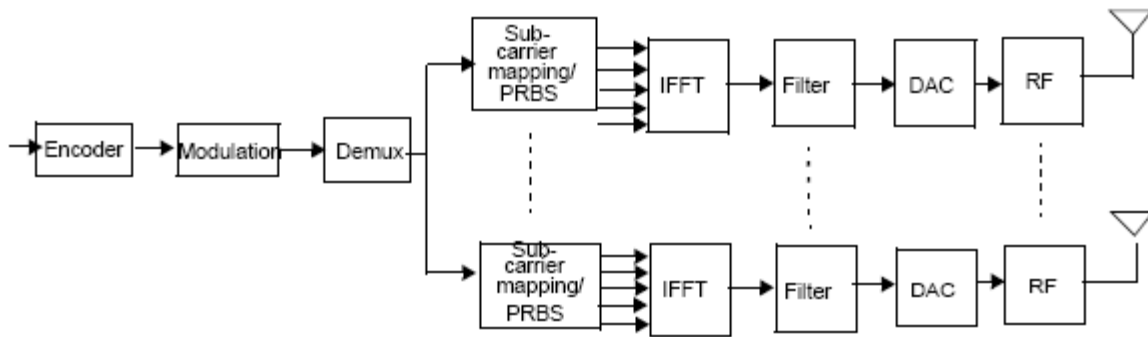 Sub-
carrier
mapping/
PRBS
IFFT
Filter
DAC
RF
Encoder
Modulation
Demux
Sub-
carrier
mapping/
PRBS
IFFT
Filter
DAC
RF